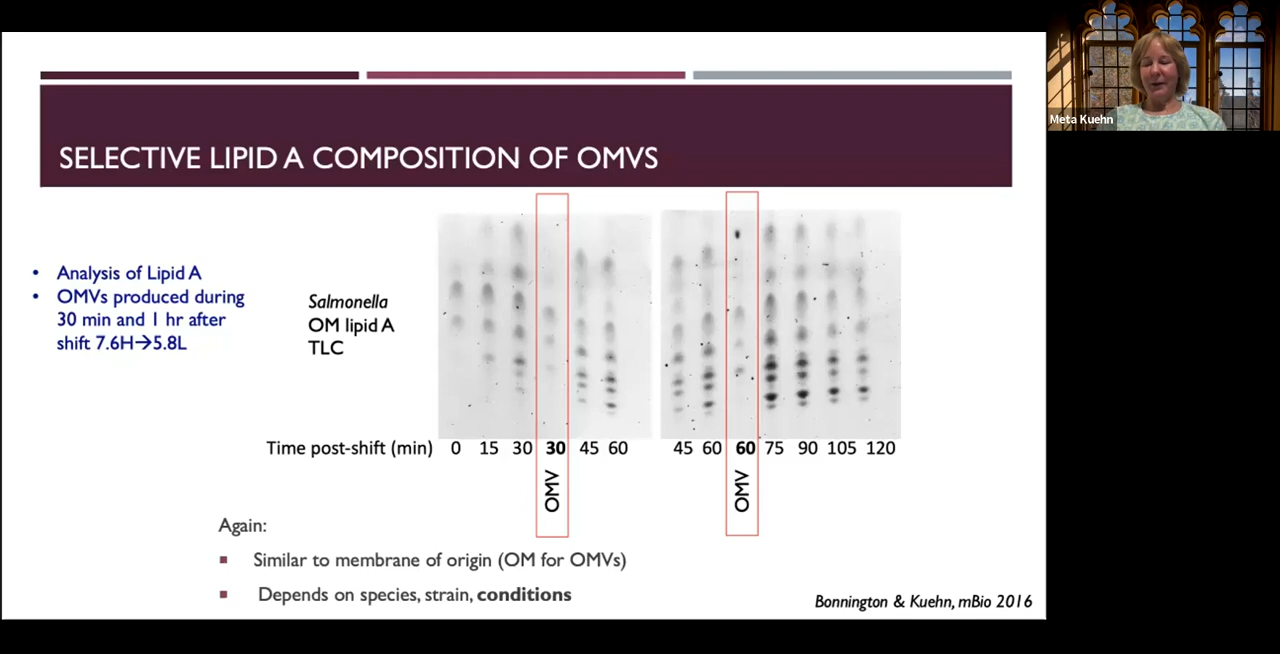 Meta Kuehn
SELECTIVE LIPID A COMPOSITION OF OMVS
• Analysis of Lipid A
• OMVs produced during
30 min and 1 hr after
shift 7.6H→5.8L
Salmonella
OM lipid A
TLC
Time post-shift (min) 0 15 30 30 45 60 45 60 60 75 90 105 120
OMV OMV
Again:
▪ Similar to membrane of origin (OM for OMVs)
▪ Depends on species, strain, conditions
Bonnington & Kuehn, mBio 2016